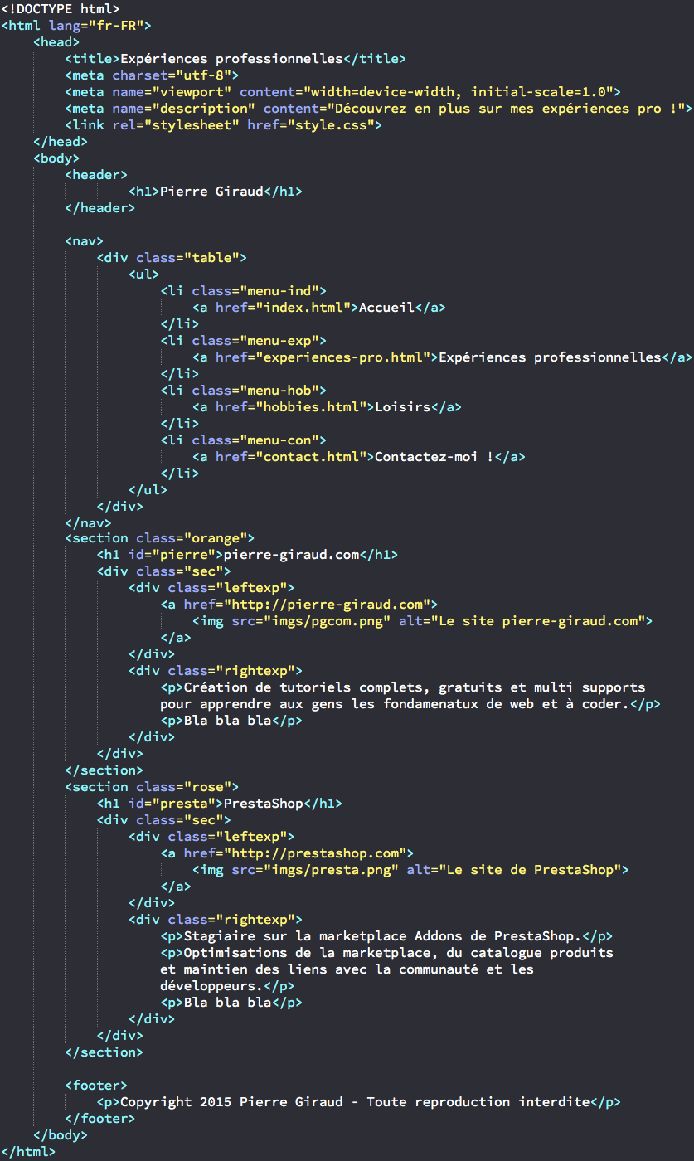 <!DOCTYPE html>
<html lang="fr-FR">
<head>
<title>Expériences professionnelles</title>
<meta charset="utf-8">
<meta name="viewport" content="width=device-width, initial-scale=1.0">
<meta name="description" content="Découvrez en plus sur mes expériences pro !">
<link rel="stylesheet" href="style.css">
</head>
<body>
<header>
<h1>Pierre Giraud</h1>
</header>
<nav>
<div class="table">
<ul>
<li class="menu-ind">
<a href="index.html">Accueil</a>
</li>
<li class="menu-exp">
<a href="experiences-pro.html">Expériences professionnelles</a>
</li>
<li class="menu-hob">
<a href="hobbies.html">Loisirs</a>
</li>
<li class="menu-con">
<a href="contact.html">Contactez-moi !</a>
</li>
</ul>
</div>
</nav>
<section class="orange">
<h1 id="pierre">pierre-giraud.com</h1>
<div class="sec">
<div class="leftexp">
<a href="http://pierre-giraud.com">
<img src="imgs/pgcom.png" alt="Le site pierre-giraud.com">
</a>
</div>
<div class="rightexp">
<p>Création de tutoriels complets, gratuits et multi supports
pour apprendre aux gens les fondamenatux de web et à coder.</p>
<p>Bla bla bla</p>
</div>
</div>
</section>
<section class="rose">
<h1 id="presta">PrestaShop</h1>
<div class="sec">
<div class="leftexp">
<a href="http://prestashop.com">
<img src="imgs/presta.png" alt="Le site de PrestaShop">
</a>
</div>
<div class="rightexp">
<p>Stagiaire sur la marketplace Addons de PrestaShop.</p>
<p>Optimisations de la marketplace, du catalogue produits
et maintien des liens avec la communauté et les
développeurs.</p>
<p>Bla bla bla</p>
</div>
</div>
</section>
<footer>
<p>Copyright 2015 Pierre Giraud - Toute reproduction interdite</p>
</footer>
</body>
</html>